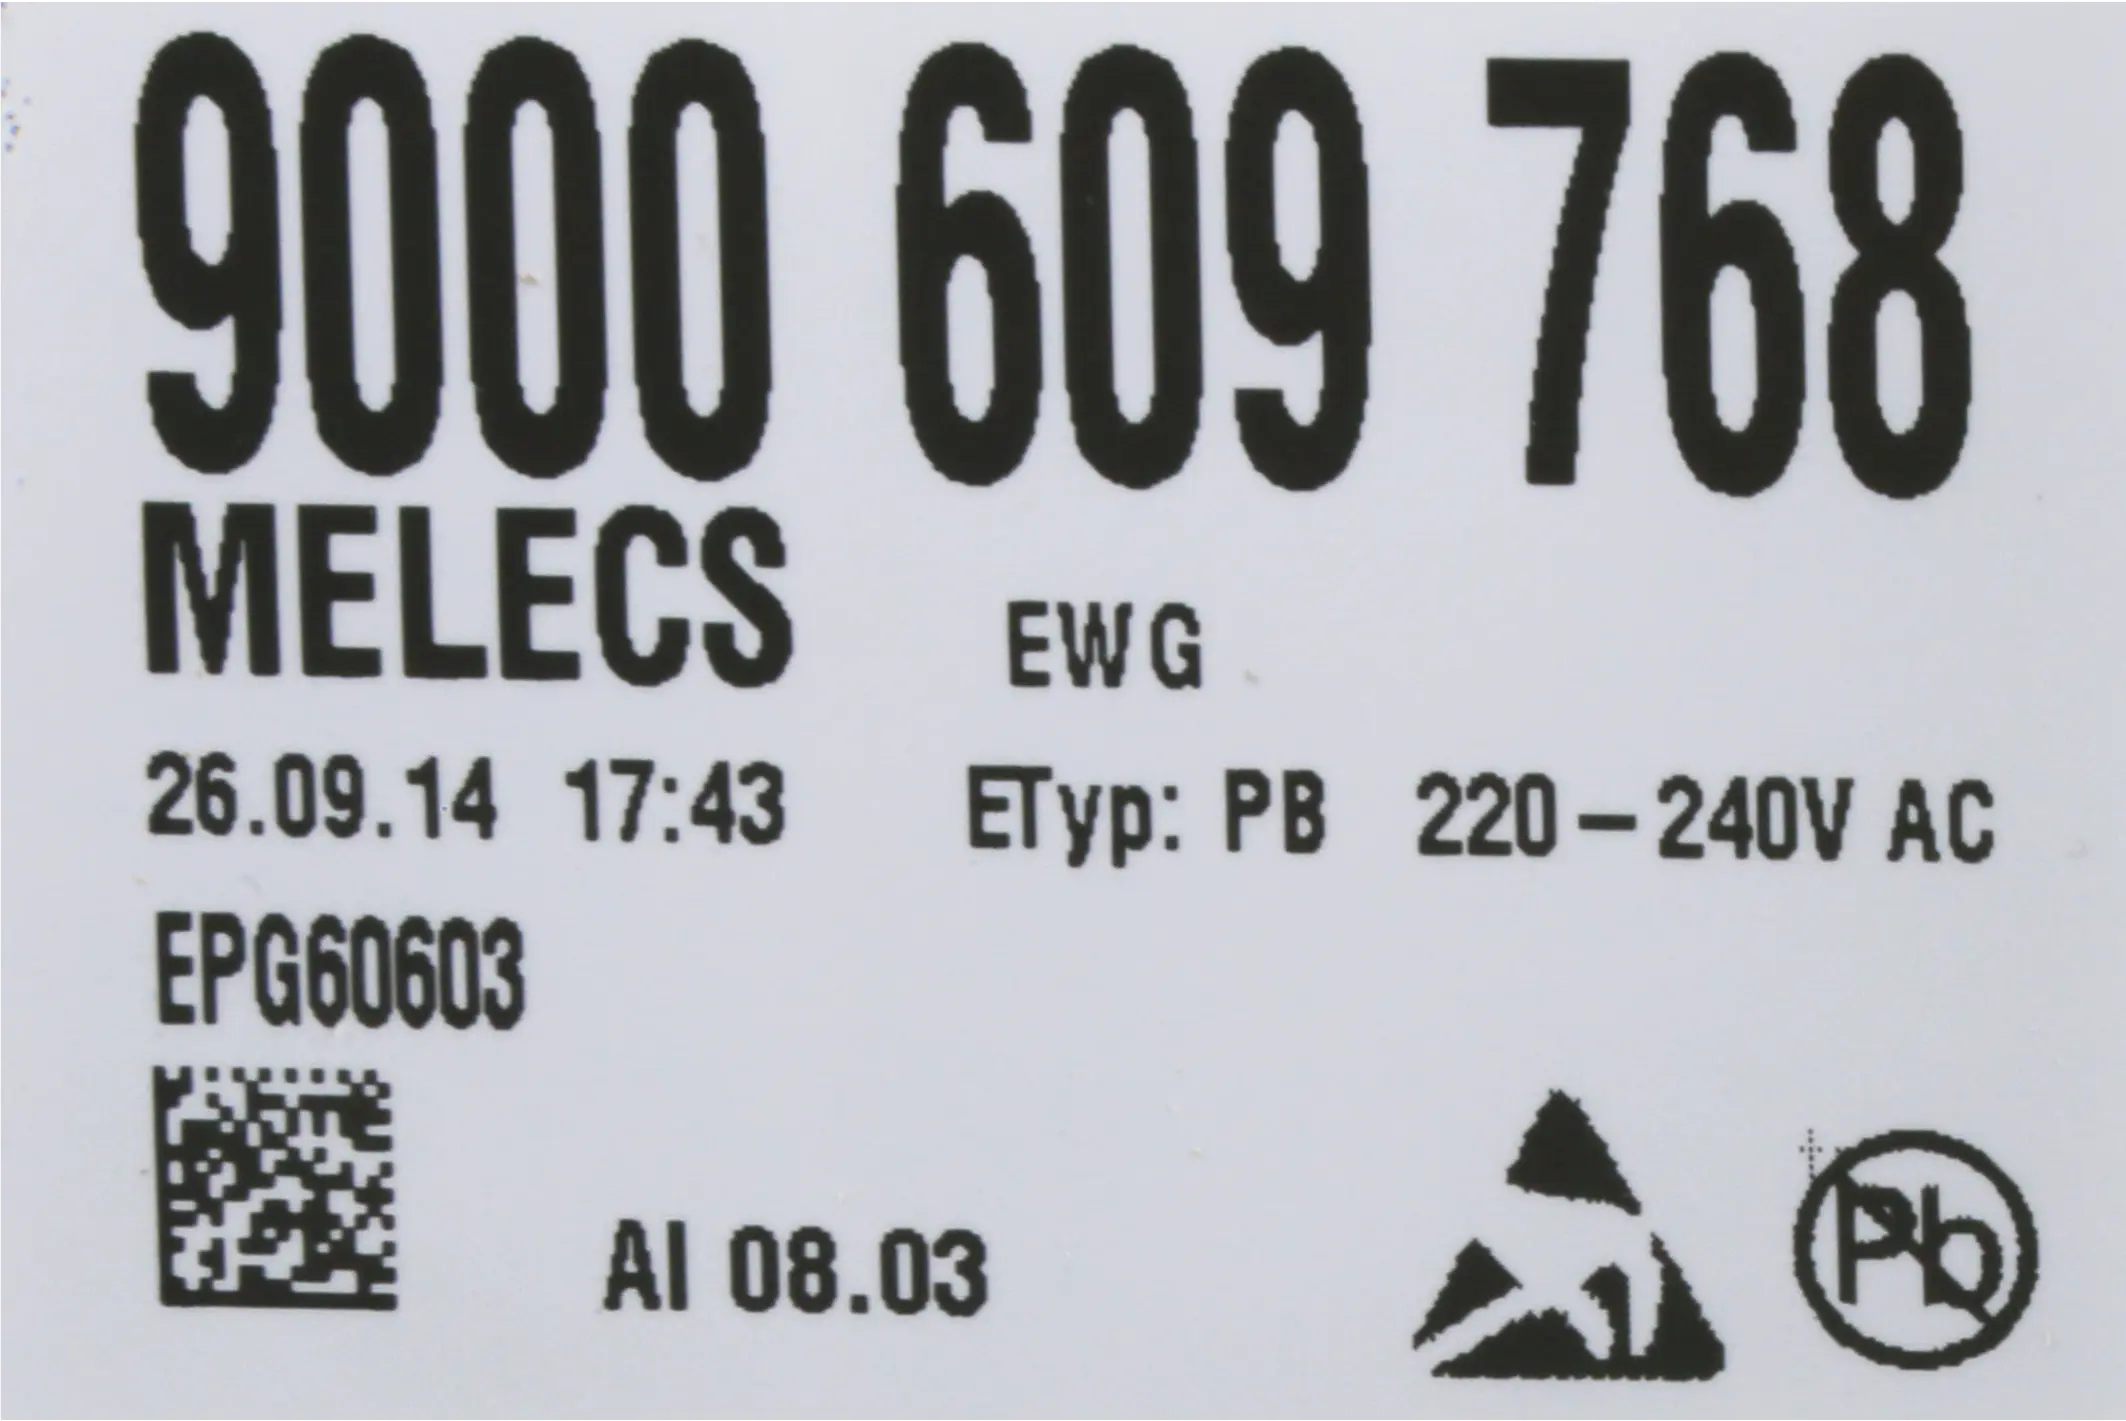 9000 609 768
MELECS EWG
26.09.14 17:43 ETyp: PB 220-240V AC
EPG60603
AI 08.03
Pb